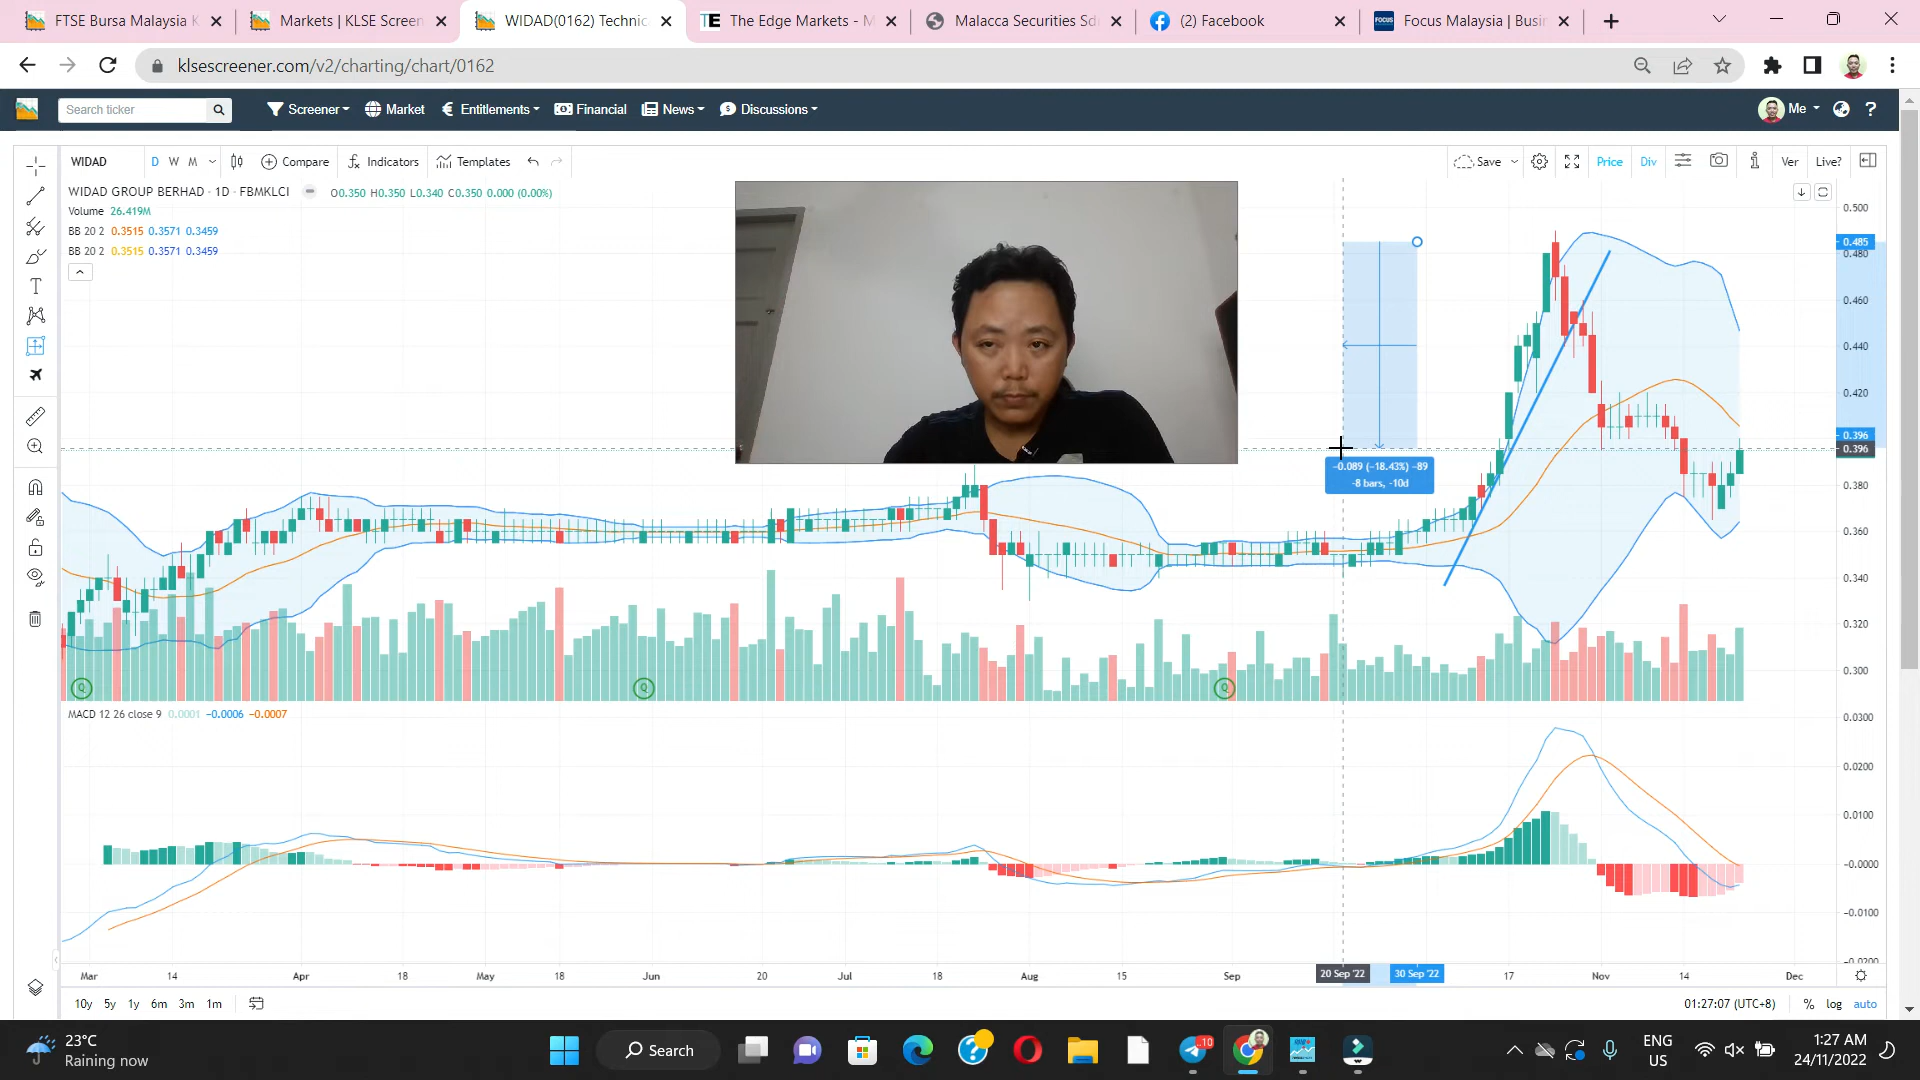 FTSE Bursa Malaysia K
Markets | KLSE Screen
WIDAD(0162) Technic
The Edge Markets - M
Malacca Securities Sd
(2) Facebook
Focus Malaysia | Busin
klsescreener.com/v2/charting/chart/0162
Search ticker
Screener
Market
Entitlements
Financial
News
Discussions
Me
?
WIDAD
D W M
Compare
Indicators
Templates
Save
Price
Div
Ver
Live?
WIDAD GROUP BERHAD · 1D · FBMKLCI
O0.350 H0.350 L0.340 C0.350 0.000 (0.00%)
Volume 26.419M
BB 20 2 0.3515 0.3571 0.3459
BB 20 2 0.3515 0.3571 0.3459
0.500
0.485
0.480
0.460
0.440
0.420
0.396
0.396
0.380
0.360
0.340
0.320
0.300
-0.089 (-18.43%) -89
-8 bars, -10d
Q
Q
Q
MACD 12 26 close 9 0.0001 -0.0006 -0.0007
0.0300
0.0200
0.0100
-0.0000
-0.0100
-0.0200
Mar 14 Apr 18 May 18 Jun 20 Jul 18 Aug 15 Sep 20 Sep '22 30 Sep '22 17 Nov 14 Dec
10y 5y 1y 6m 3m 1m
01:27:07 (UTC+8)
% log auto
23°C
Raining now
Search
10
ENG
US
1:27 AM
24/11/2022